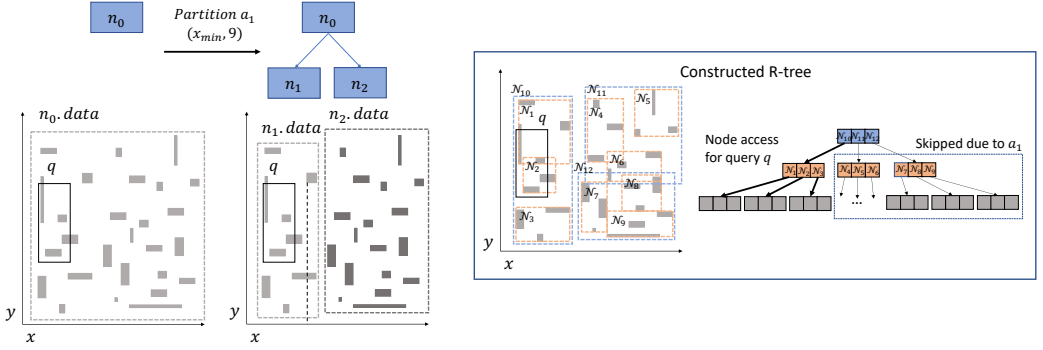 n₀
Partition a₁
(x_min, 9)
n₀
n₁
n₂
n₀.data
q
y
x
n₁.data
n₂.data
q
y
x
Constructed R-tree
𝒩₁₀
𝒩₁
q
𝒩₂
𝒩₃
𝒩₁₁
𝒩₄
𝒩₅
𝒩₆
𝒩₁₂
𝒩₇
𝒩₈
𝒩₉
y
x
Node access
for query q
𝒩₁₀ 𝒩₁₁ 𝒩₁₂
Skipped due to a₁
𝒩₁ 𝒩₂ 𝒩₃
𝒩₄ 𝒩₅ 𝒩₆
𝒩₇ 𝒩₈ 𝒩₉
...